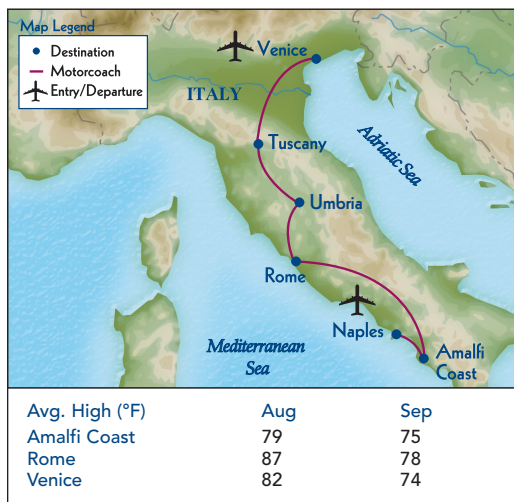 Map Legend
Destination
Motorcoach
Entry/Departure
Venice
ITALY
Tuscany
Adriatic Sea
Umbria
Rome
Naples
Mediterranean
Sea
Amalfi
Coast
Avg. High (°F) Aug Sep
Amalfi Coast 79 75
Rome 87 78
Venice 82 74